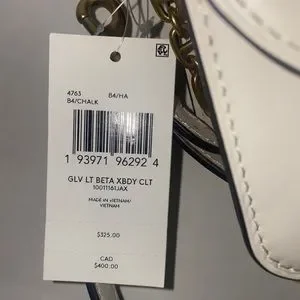 4763 B4/HA
B4/CHALK
1 93971 96292 4
GLV LT BETA XBDY CLT
10011161JAX
MADE IN VIETNAM/
VIETNAM
$325.00
CAD
$400.00